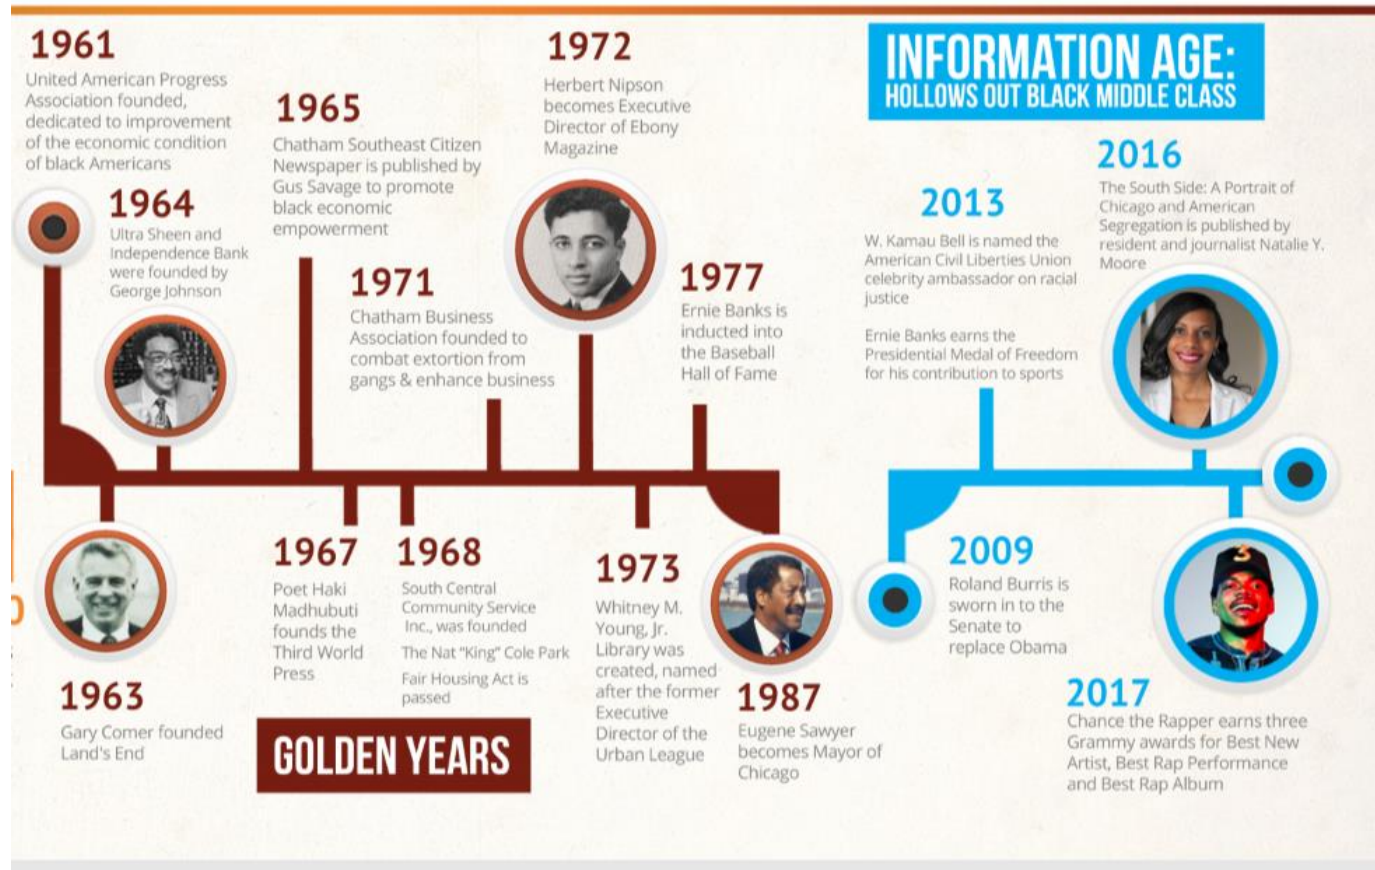 1961
United American Progress
Association founded,
dedicated to improvement
of the economic condition
of black Americans
1964
Ultra Sheen and
Independence Bank
were founded by
George Johnson
1965
Chatham Southeast Citizen
Newspaper is published by
Gus Savage to promote
black economic
empowerment
1971
Chatham Business
Association founded to
combat extortion from
gangs & enhance business
1972
Herbert Nipson
becomes Executive
Director of Ebony
Magazine
1977
Ernie Banks is
inducted into
the Baseball
Hall of Fame
1963
Gary Comer founded
Land's End
1967
Poet Haki
Madhubuti
founds the
Third World
Press
1968
South Central
Community Service
Inc., was founded
The Nat "King" Cole Park
Fair Housing Act is
passed
1973
Whitney M.
Young, Jr.
Library was
created, named
after the former
Executive
Director of the
Urban League
1987
Eugene Sawyer
becomes Mayor of
Chicago
GOLDEN YEARS
INFORMATION AGE:
HOLLOWS OUT BLACK MIDDLE CLASS
2013
W. Kamau Bell is named the
American Civil Liberties Union
celebrity ambassador on racial
justice
Ernie Banks earns the
Presidential Medal of Freedom
for his contribution to sports
2016
The South Side: A Portrait of
Chicago and American
Segregation is published by
resident and journalist Natalie Y.
Moore
2009
Roland Burris is
sworn in to the
Senate to
replace Obama
3
2017
Chance the Rapper earns three
Grammy awards for Best New
Artist, Best Rap Performance
and Best Rap Album